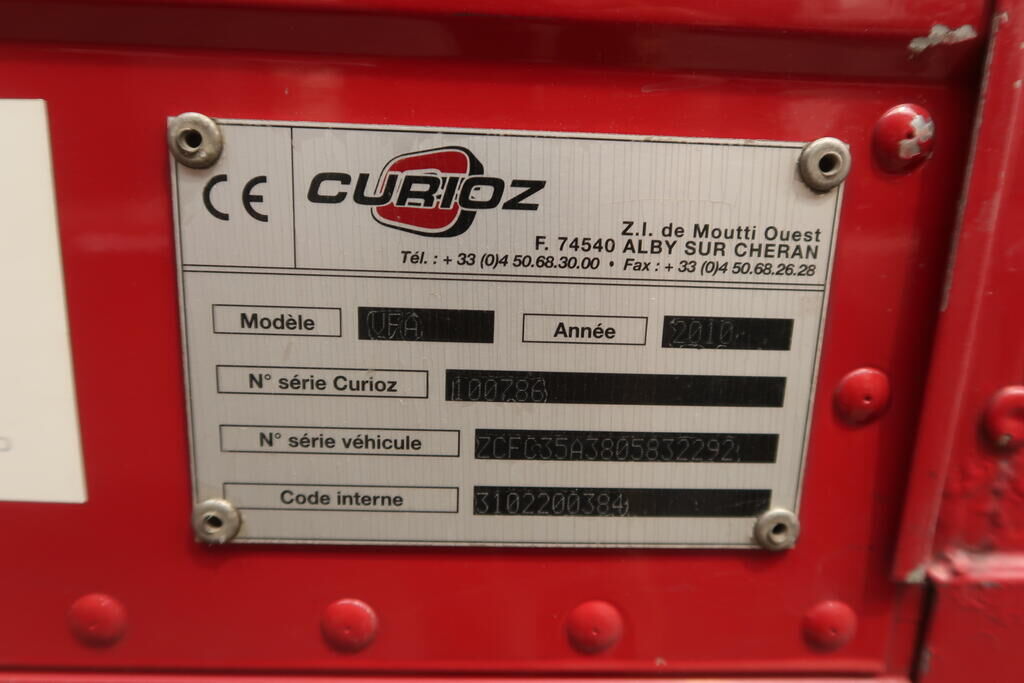 CE
CURIOZ
Z.I. de Moutti Ouest
F. 74540 ALBY SUR CHERAN
Tél. : + 33 (0)4 50.68.30.00 • Fax : + 33 (0)4 50.68.26.28
Modèle VFA Année 2010
N° série Curioz 100786
N° série véhicule ZCFC35A3805832292
Code interne 3102200384